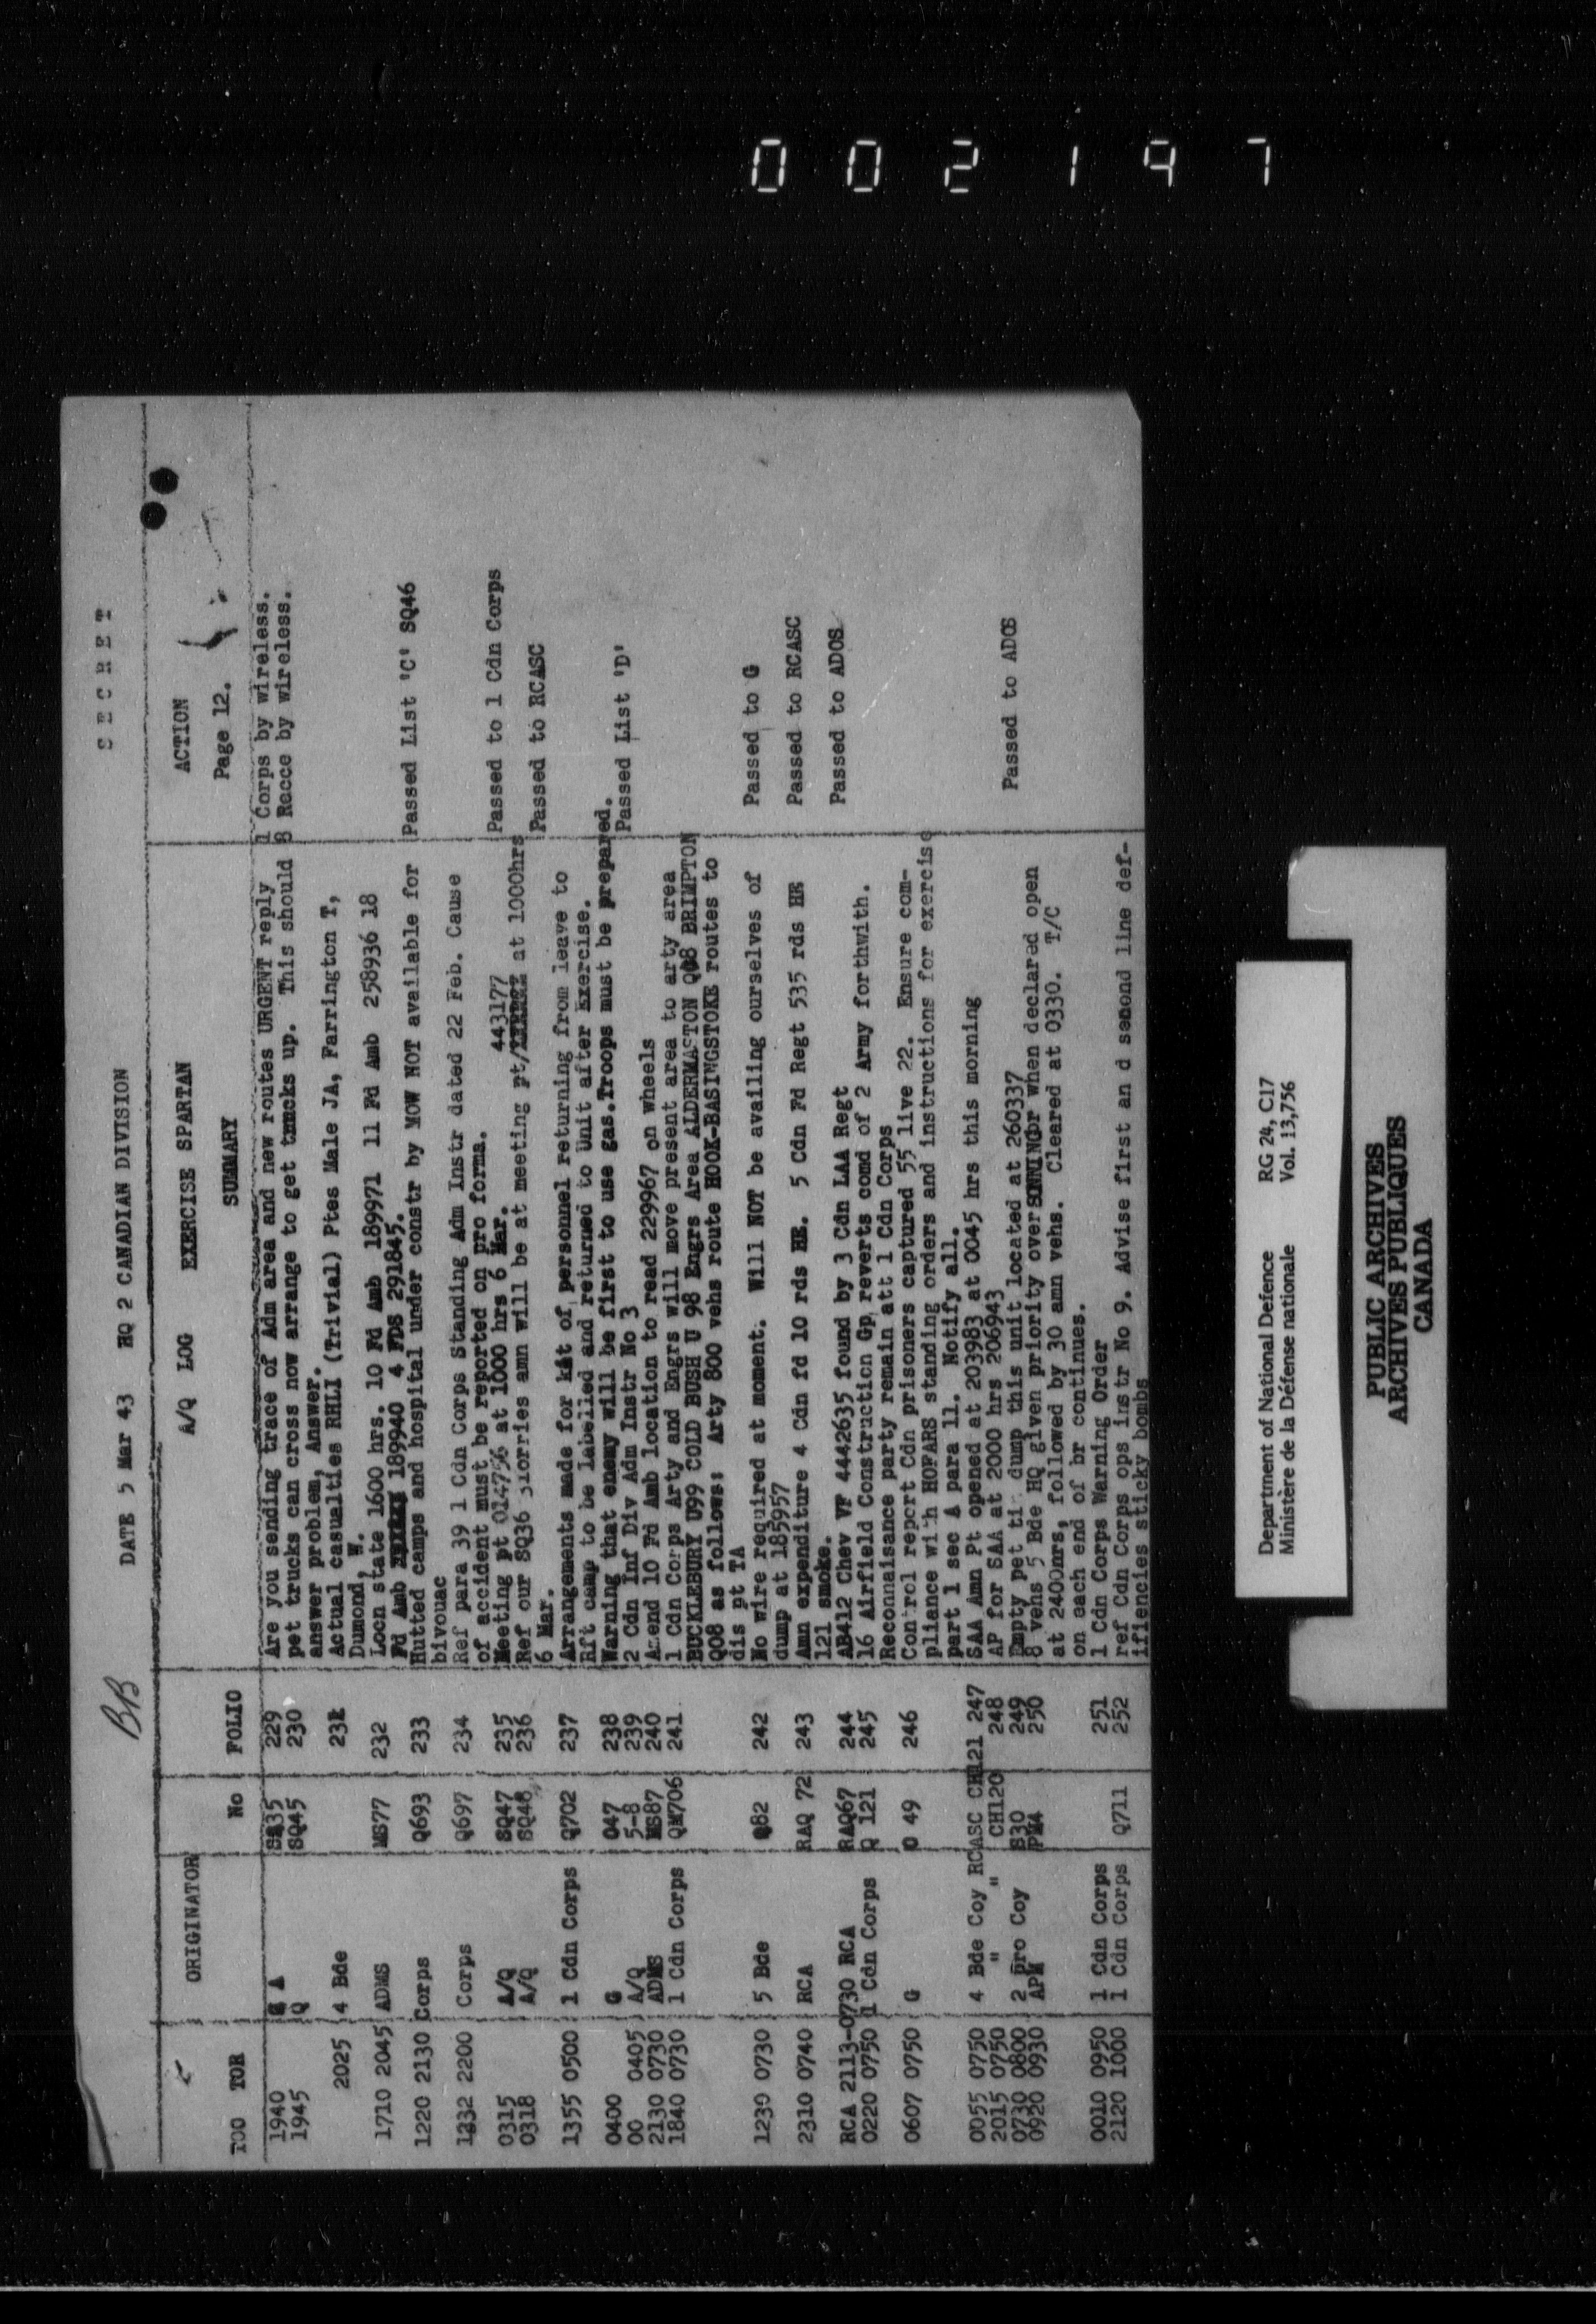 002197
BB
SECRET
DATE 5 Mar 43 HQ 2 CANADIAN DIVISION
A/Q LOG EXERCISE SPARTAN
TOO TOR ORIGINATOR No FOLIO SUMMARY ACTION
Page 12.
1940 A 35 229 Are you sending trace of Adm area and new routes URGENT reply 1 Corps by wireless.
1945 Q SQ45 230 pet trucks can cross now arrange to get trucks up. This should 8 Recce by wireless.
answer problem, Answer.
2025 4 Bde 231 Actual casualties RHLI (Trivial) Ptes Male JA, Farrington T,
Dumond, W.
1710 2045 ADMS MS77 232 Locn state 1600 hrs. 10 Fd Amb 189971 11 Fd Amb 258936 18
Fd Amb 189940 4 FDS 291845.
1220 2130 Corps Q693 233 Hutted camps and hospital under constr by MOW NOT available for Passed List 'C' SQ46
bivouac
1232 2200 Corps Q697 234 Ref para 39 1 Cdn Corps Standing Adm Instr dated 22 Feb. Cause
of accident must be reported on pro forma.
443177
0315 A/Q SQ47 235 Meeting pt 014756 at 1000 hrs 6 Mar. Passed to 1 Cdn Corps
0318 A/Q SQ48 236 Ref our SQ36 3lorries amn will be at meeting pt/ at 1000hrs Passed to RCASC
6 Mar.
1355 0500 1 Cdn Corps Q702 237 Arrangements made for kit of personnel returning from leave to
Rft camp to be labelled and returned to Unit after Exercise.
0400 G O47 238 Warning that enemy will be first to use gas.Troops must be prepared.
00 0405 A/Q 5-8 239 2 Cdn Inf Div Adm Instr No 3 Passed List 'D'
2130 0730 ADMS MS87 240 Amend 10 Fd Amb location to read 229967 on wheels
1840 0730 1 Cdn Corps QM706 241 1 Cdn Corps Arty and Engrs will move present area to arty area
BUCKLEBURY U99 COLD BUSH U 98 Engrs Area ALDERMASTON Q08 BRIMPTON
Q08 as follows: Arty 800 vehs route HOOK-BASINGSTOKE routes to
dis pt TA
1230 0730 5 Bde Q82 242 No wire required at moment. Will NOT be availing ourselves of Passed to G
dump at 185957
2310 0740 RCA RAQ 72 243 Amn expenditure 4 Cdn fd 10 rds HE. 5 Cdn Fd Regt 535 rds HE Passed to RCASC
121 smoke.
RCA 2113-0730 RCA RAQ67 244 AB412 Chev VF 4442635 found by 3 Cdn LAA Regt Passed to ADOS
0220 0750 1 Cdn Corps Q 121 245 16 Airfield Construction Gp reverts comd of 2 Army forthwith.
Reconnaisance party remain att 1 Cdn Corps
0607 0750 G O 49 246 Control report Cdn prisoners captured 55 live 22. Ensure com-
pliance with HOFARS standing orders and instructions for exercise
part 1 sec A para 11. Notify all.
0055 0750 4 Bde Coy RCASC CH121 247 SAA Amn Pt opened at 203983 at 0045 hrs this morning
2015 0750 " " CH120 248 AP for SAA at 2000 hrs 206943
0730 0800 2 Pro Coy S30 249 Empty pet tin dump this unit located at 260337 Passed to ADOS
0920 0930 APM PM4 250 8 vehs 5 Bde HQ given priority over SONNING br when declared open
at 2400hrs, followed by 30 amn vehs. Cleared at 0330. T/C
on each end of br continues.
0010 0950 1 Cdn Corps 251 1 Cdn Corps Warning Order
2120 1000 1 Cdn Corps Q711 252 ref Cdn Corps ops instr No 9. Advise first an d second line def-
ifiencies sticky bombs
Department of National Defence RG 24, C17
Ministère de la Défense nationale Vol. 13,756
PUBLIC ARCHIVES
ARCHIVES PUBLIQUES
CANADA